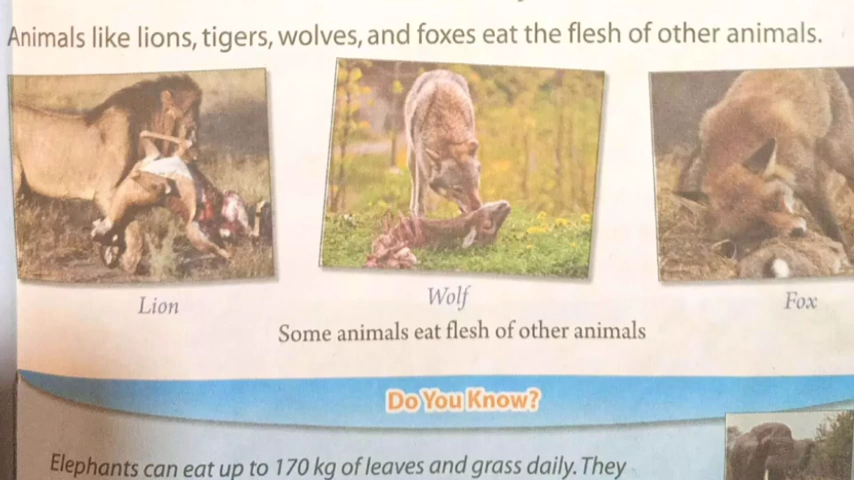 Animals like lions, tigers, wolves, and foxes eat the flesh of other animals.
Lion
Wolf
Fox
Some animals eat flesh of other animals
Do You Know?
Elephants can eat up to 170 kg of leaves and grass daily. They